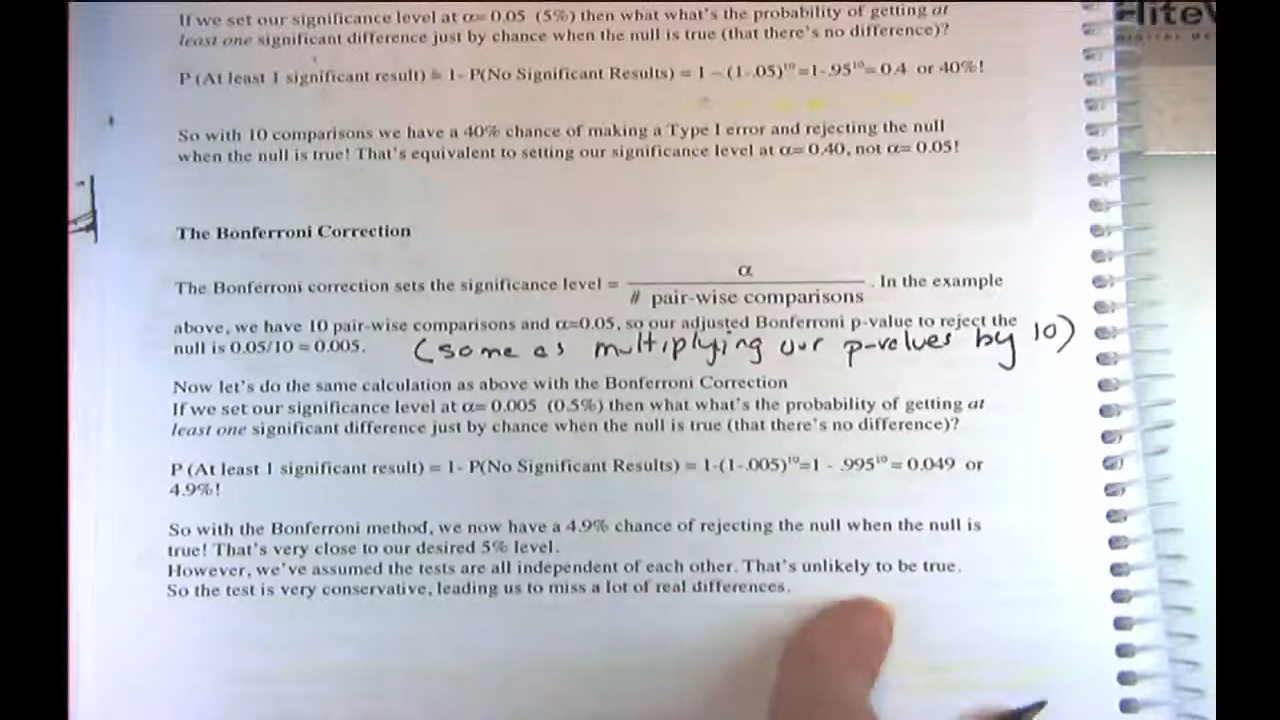 If we set our significance level at α= 0.05 (5%) then what what's the probability of getting at
least one significant difference just by chance when the null is true (that there's no difference)?
P (At least 1 significant result) = 1- P(No Significant Results) = 1 – (1-.05)¹⁰=1-.95¹⁰= 0.4 or 40%!
So with 10 comparisons we have a 40% chance of making a Type I error and rejecting the null
when the null is true! That's equivalent to setting our significance level at α= 0.40, not α= 0.05!
The Bonferroni Correction
α
The Bonferroni correction sets the significance level = . In the example
# pair-wise comparisons
above, we have 10 pair-wise comparisons and α=0.05, so our adjusted Bonferroni p-value to reject the
null is 0.05/10 = 0.005. (same as multiplying our p-values by 10)
Now let's do the same calculation as above with the Bonferroni Correction
If we set our significance level at α= 0.005 (0.5%) then what what's the probability of getting at
least one significant difference just by chance when the null is true (that there's no difference)?
P (At least 1 significant result) = 1- P(No Significant Results) = 1-(1-.005)¹⁰=1 - .995¹⁰ = 0.049 or
4.9%!
So with the Bonferroni method, we now have a 4.9% chance of rejecting the null when the null is
true! That's very close to our desired 5% level.
However, we've assumed the tests are all independent of each other. That's unlikely to be true.
So the test is very conservative, leading us to miss a lot of real differences.